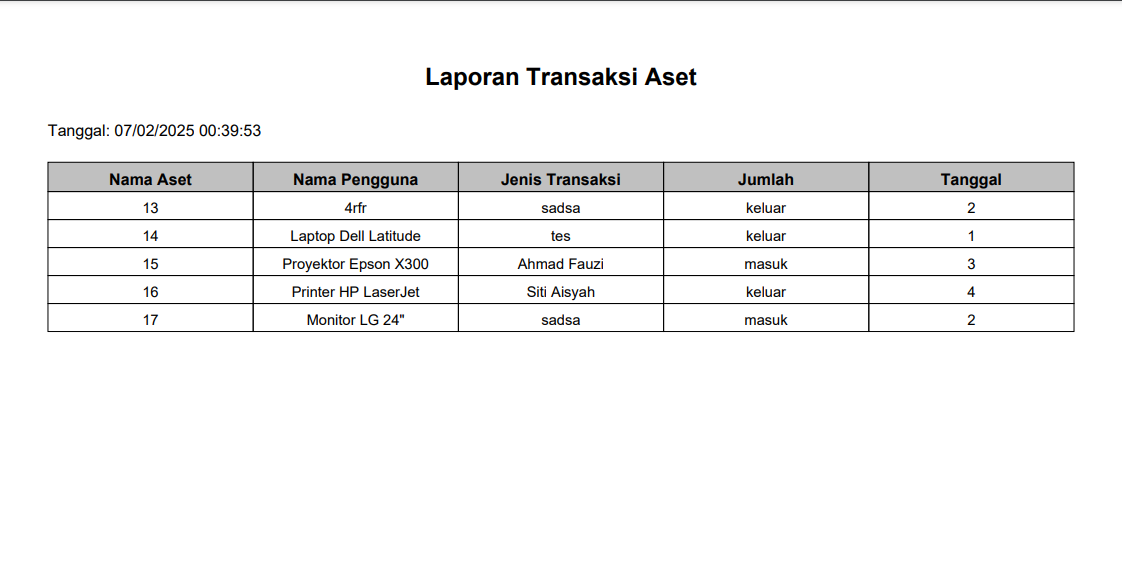 Laporan Transaksi Aset
Tanggal: 07/02/2025 00:39:53
Nama Aset Nama Pengguna Jenis Transaksi Jumlah Tanggal
13 4rfr sadsa keluar 2
14 Laptop Dell Latitude tes keluar 1
15 Proyektor Epson X300 Ahmad Fauzi masuk 3
16 Printer HP LaserJet Siti Aisyah keluar 4
17 Monitor LG 24" sadsa masuk 2